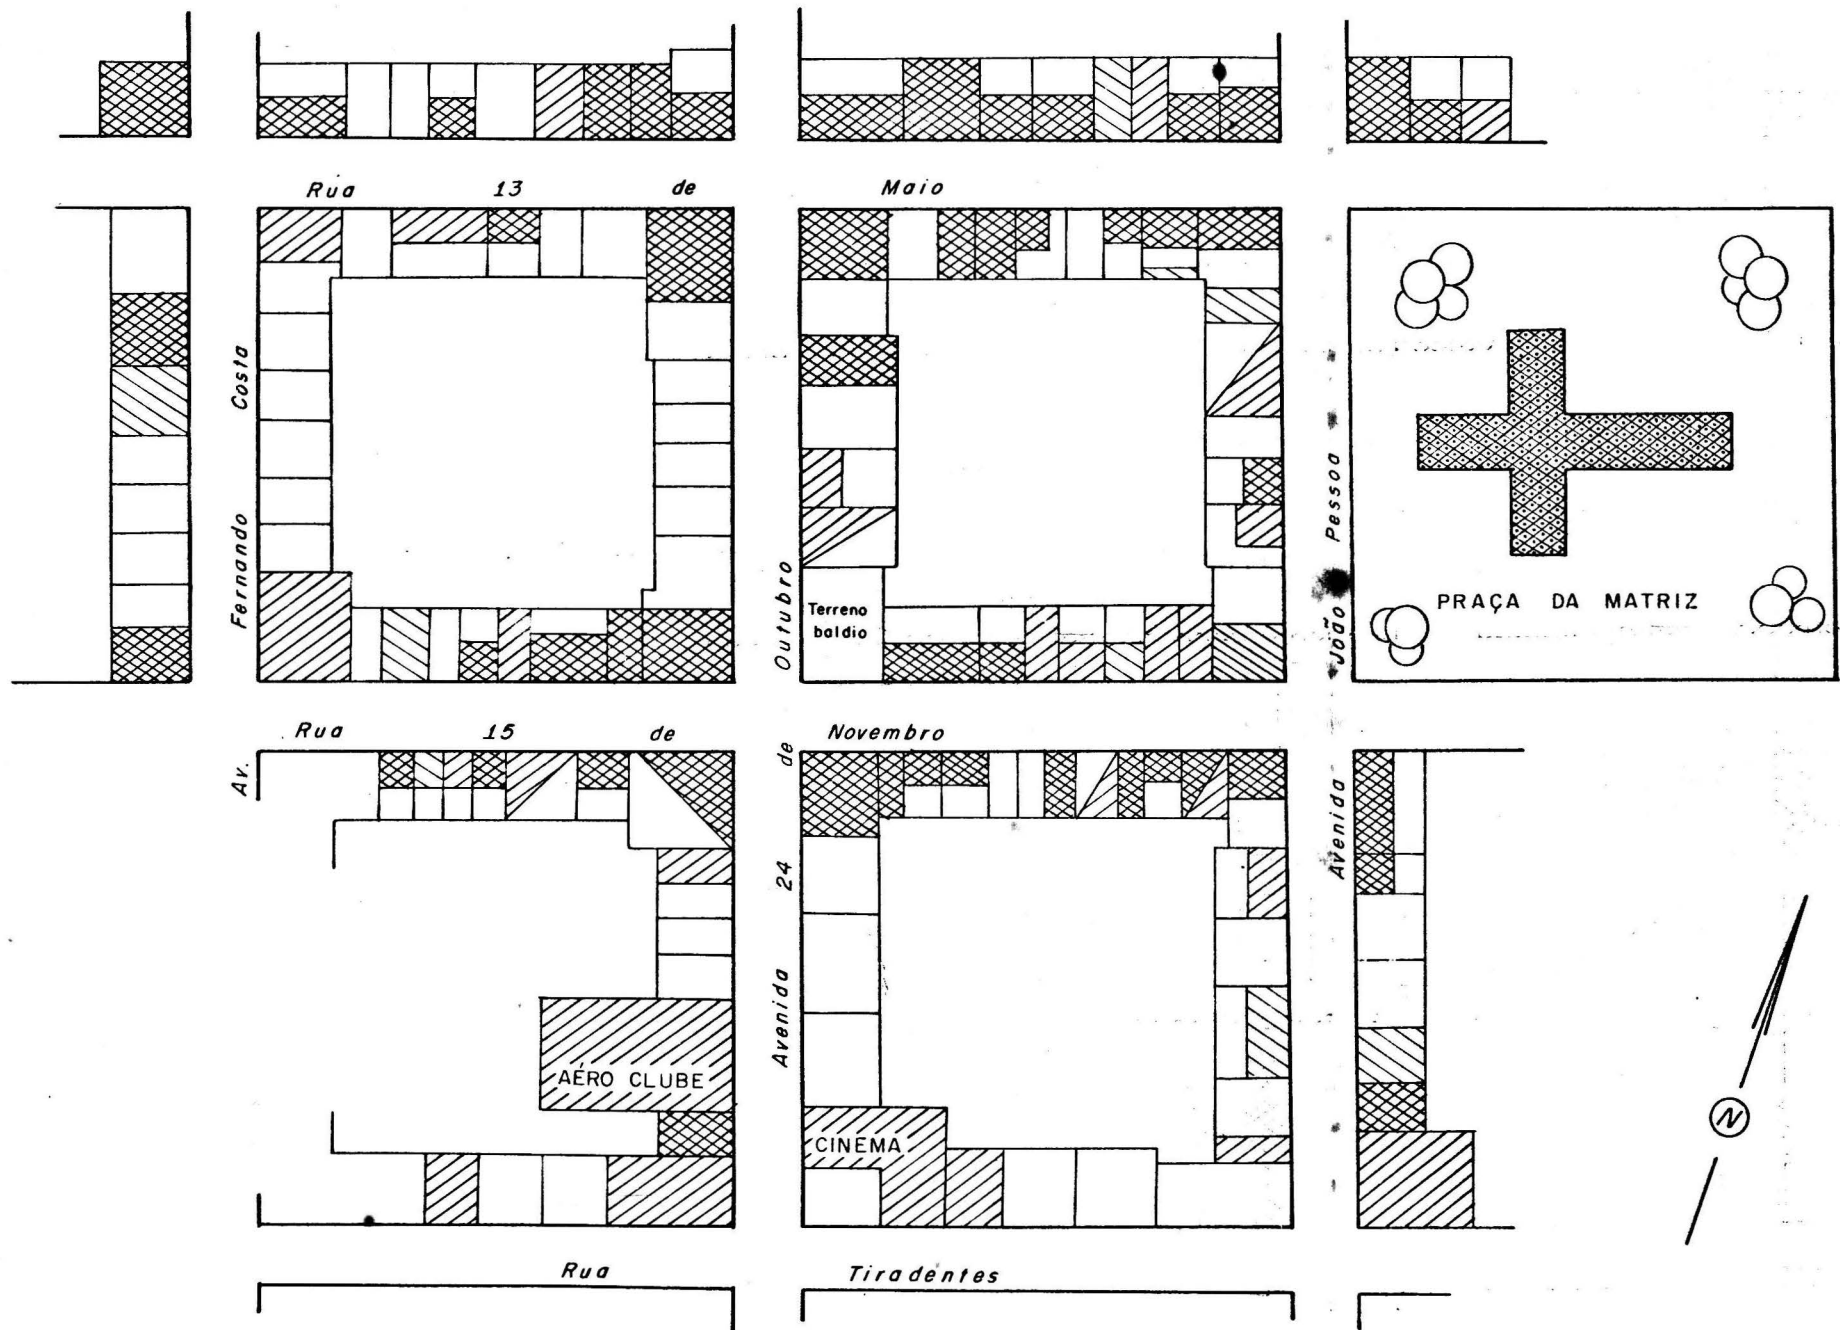 Rua 13 de Maio
Av. Fernando Costa
Terreno
baldio
Avenida 24 de Outubro
Avenida João Pessoa
PRAÇA DA MATRIZ
Rua 15 de Novembro
AÉRO CLUBE
CINEMA
N
Rua Tiradentes